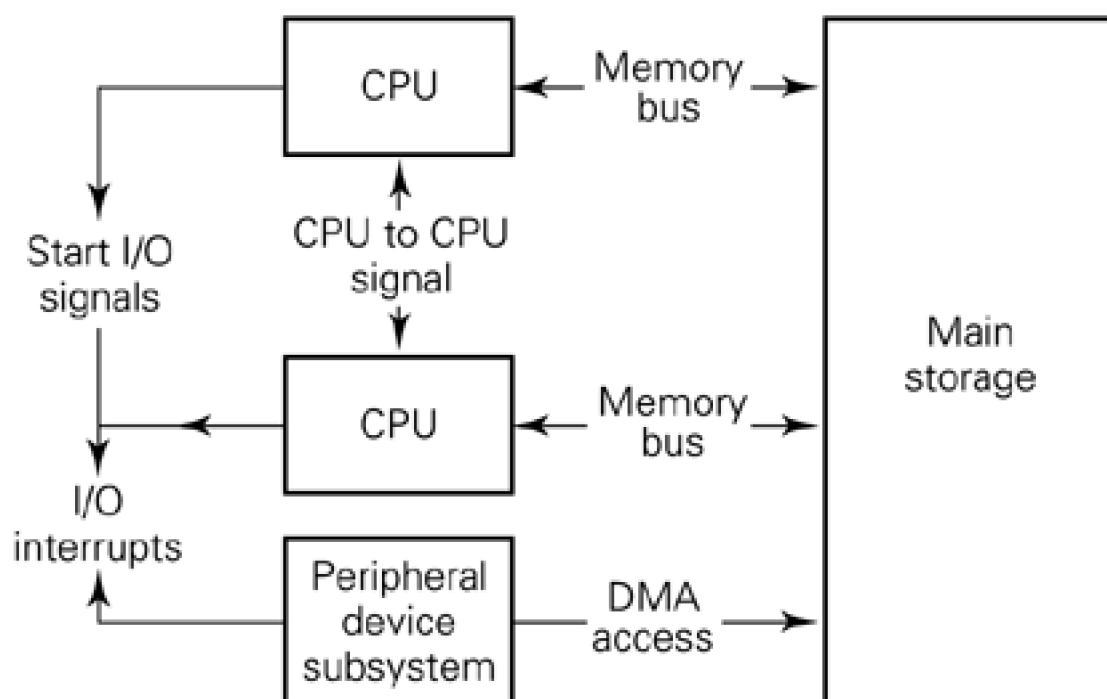 CPU
Memory
bus
Start I/O
signals
CPU to CPU
signal
Main
storage
CPU
Memory
bus
I/O
interrupts
Peripheral
device
subsystem
DMA
access